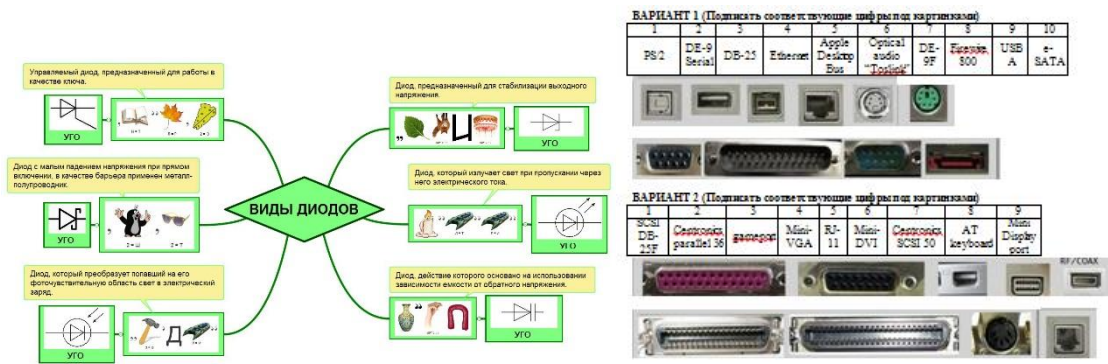 Управляемый диод, предназначенный для работы в
качестве ключа.
УГО
Диод с малым падением напряжения при прямом
включении, в качестве барьера применен металл-
полупроводник.
УГО
Диод, который преобразует попавший на его
фоточувствительную область свет в электрический
заряд.
УГО
Д
ВИДЫ ДИОДОВ
Диод, предназначенный для стабилизации выходного
напряжения.
УГО
Диод, который излучает свет при пропускании через
него электрического тока.
УГО
Диод, действие которого основано на использовании
зависимости емкости от обратного напряжения.
УГО
ВАРИАНТ 1 (Подписать соответствующие цифры под картинками)
1 2 3 4 5 6 7 8 9 10
PS/2 DE-9 Serial DB-25 Ethernet Apple Desktop Bus Optical audio "Toslink" DE-9F Firewire 800 USB A e-SATA
ВАРИАНТ 2 (Подписать соответствующие цифры под картинками)
1 2 3 4 5 6 7 8 9
SCSI DB-25F Centronics parallel 36 gameport Mini-VGA RJ-11 Mini-DVI Centronics SCSI 50 AT keyboard Mini Display port
RF/COAX